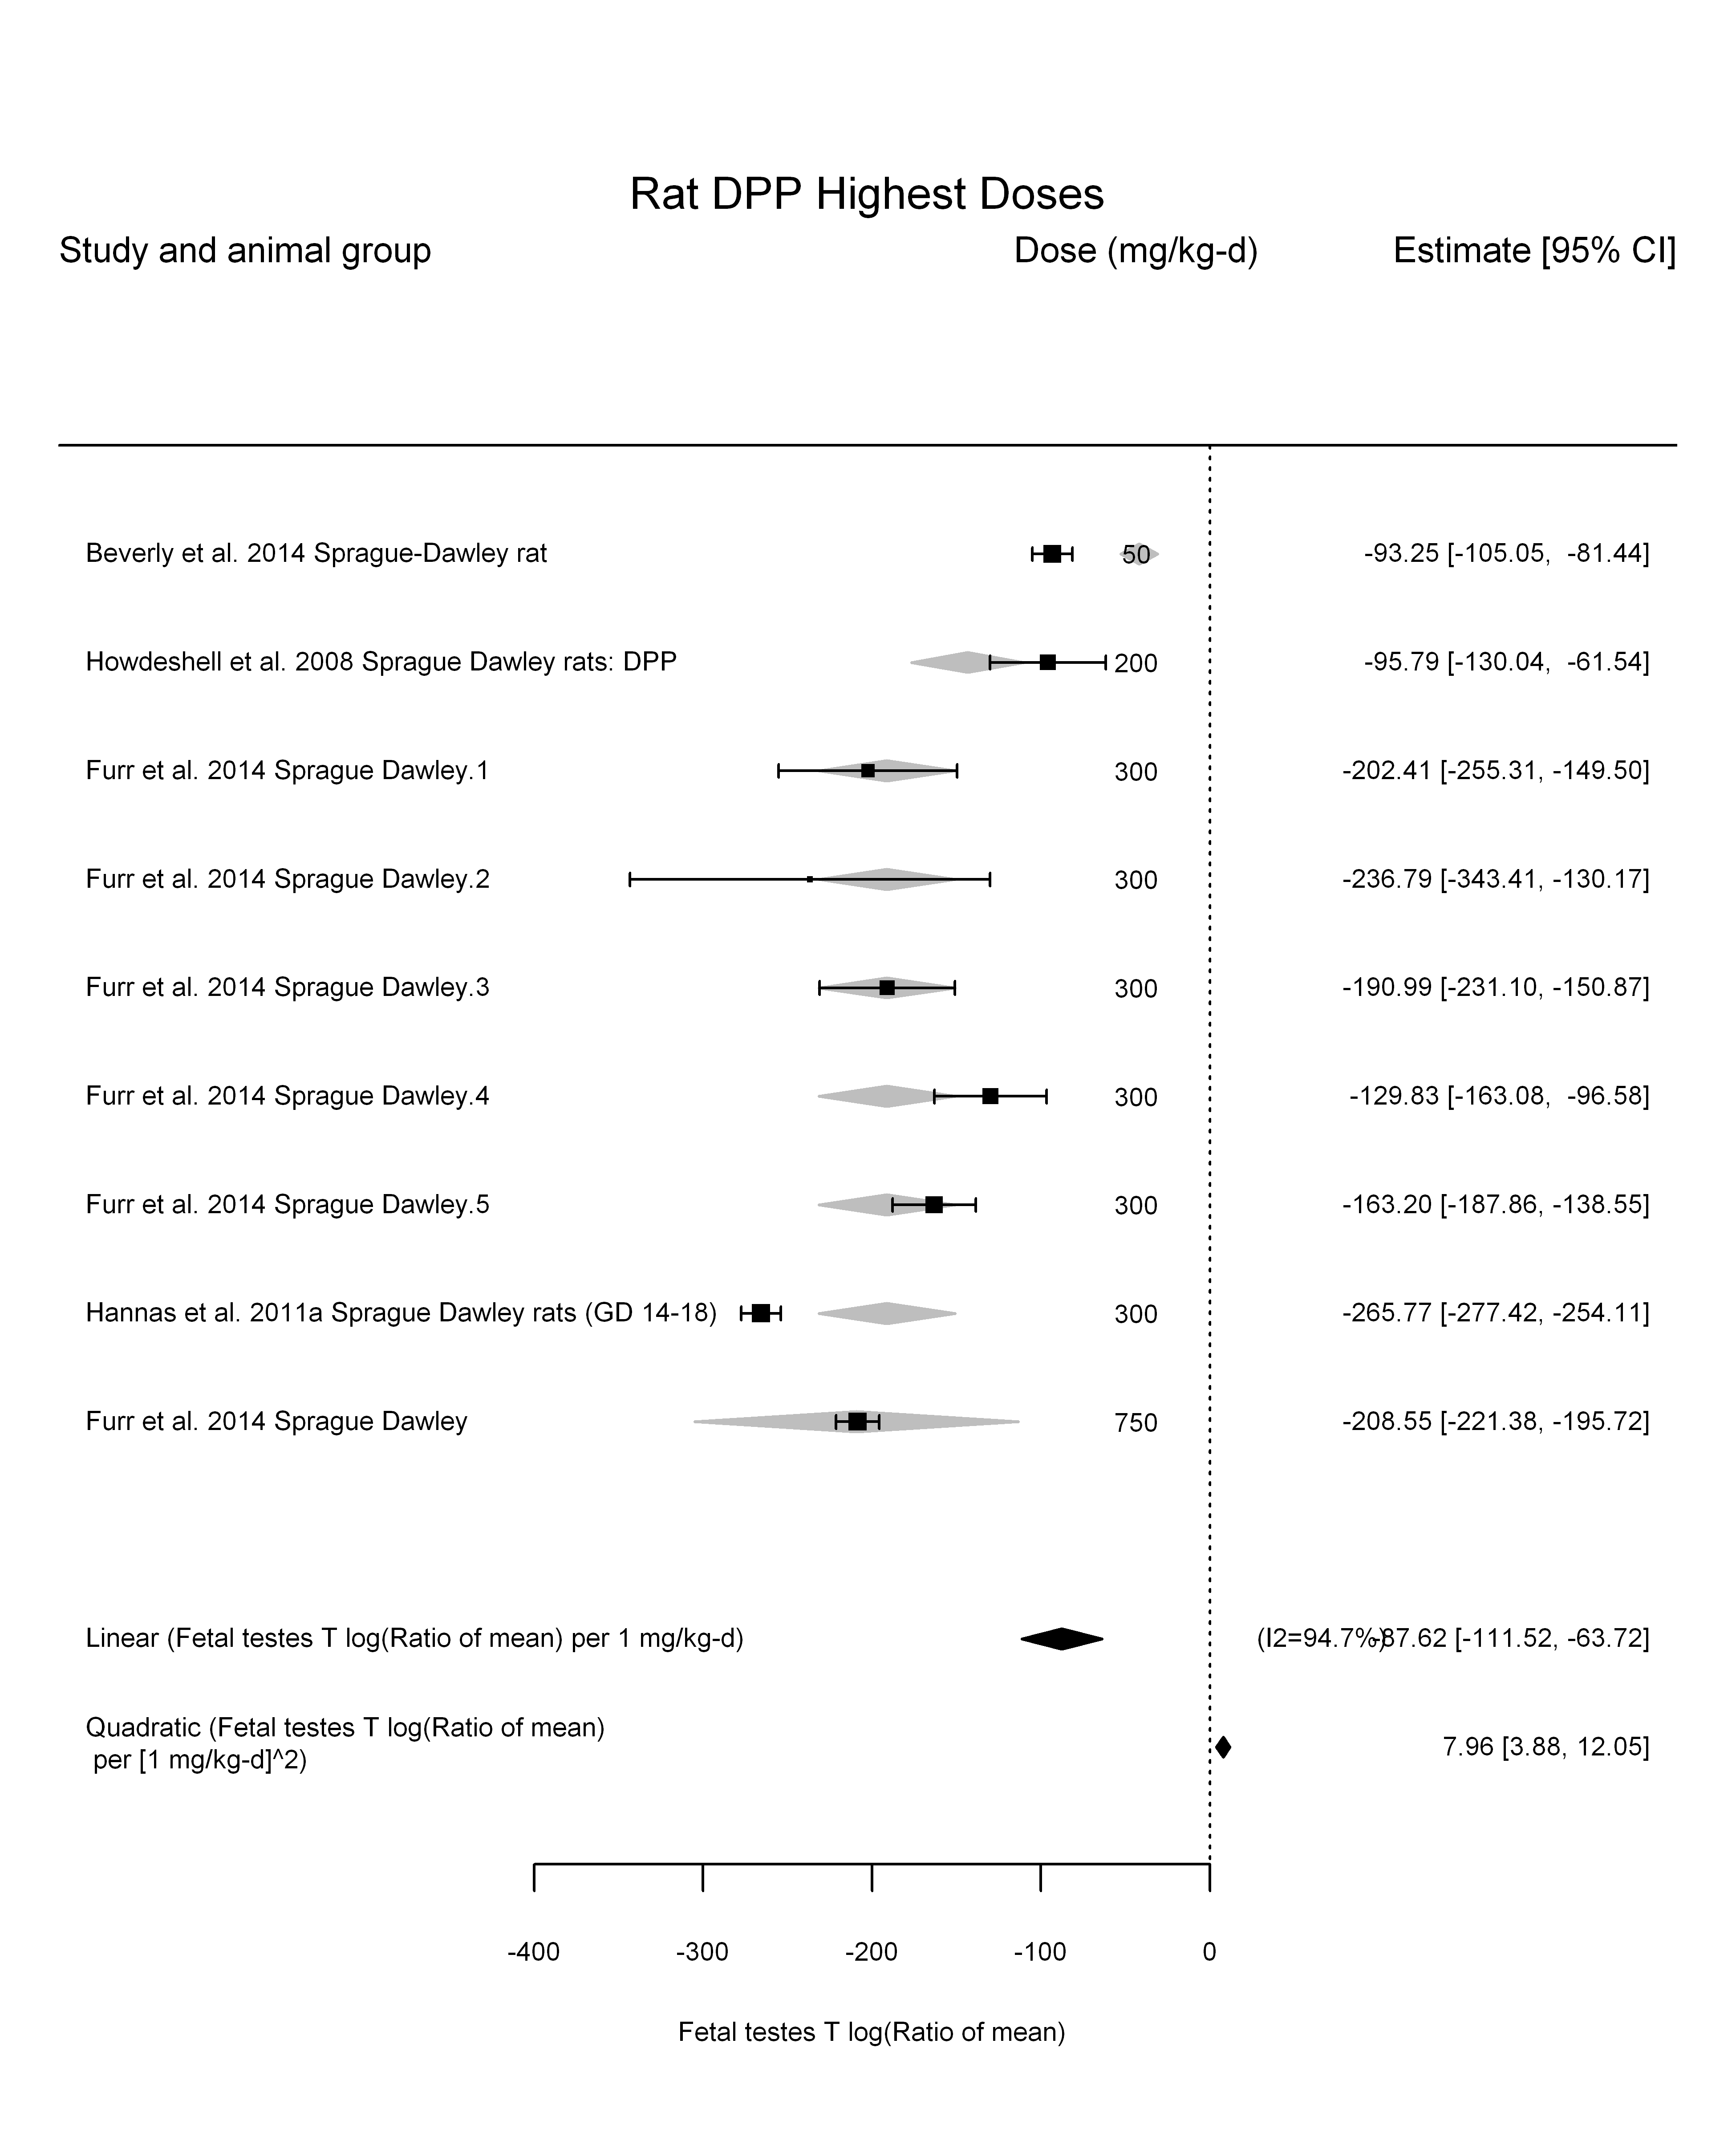 Rat DPP Highest Doses
Study and animal group Dose (mg/kg-d) Estimate [95% CI]
Beverly et al. 2014 Sprague-Dawley rat 50 -93.25 [-105.05, -81.44]
Howdeshell et al. 2008 Sprague Dawley rats: DPP 200 -95.79 [-130.04, -61.54]
Furr et al. 2014 Sprague Dawley.1 300 -202.41 [-255.31, -149.50]
Furr et al. 2014 Sprague Dawley.2 300 -236.79 [-343.41, -130.17]
Furr et al. 2014 Sprague Dawley.3 300 -190.99 [-231.10, -150.87]
Furr et al. 2014 Sprague Dawley.4 300 -129.83 [-163.08, -96.58]
Furr et al. 2014 Sprague Dawley.5 300 -163.20 [-187.86, -138.55]
Hannas et al. 2011a Sprague Dawley rats (GD 14-18) 300 -265.77 [-277.42, -254.11]
Furr et al. 2014 Sprague Dawley 750 -208.55 [-221.38, -195.72]
Linear (Fetal testes T log(Ratio of mean) per 1 mg/kg-d) (I2=94.7%) -87.62 [-111.52, -63.72]
Quadratic (Fetal testes T log(Ratio of mean)
per [1 mg/kg-d]^2) 7.96 [3.88, 12.05]
-400 -300 -200 -100 0
Fetal testes T log(Ratio of mean)